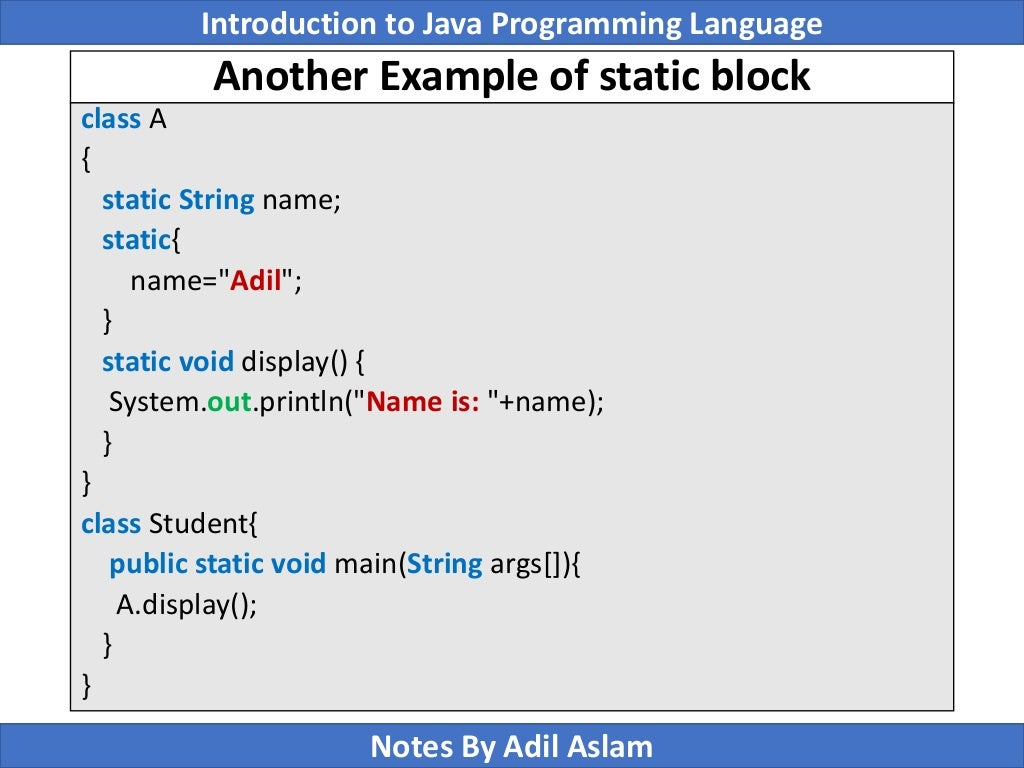 Introduction to Java Programming Language
Another Example of static block
class A
{
static String name;
static{
name="Adil";
}
static void display() {
System.out.println("Name is: "+name);
}
}
class Student{
public static void main(String args[]){
A.display();
}
}
Notes By Adil Aslam